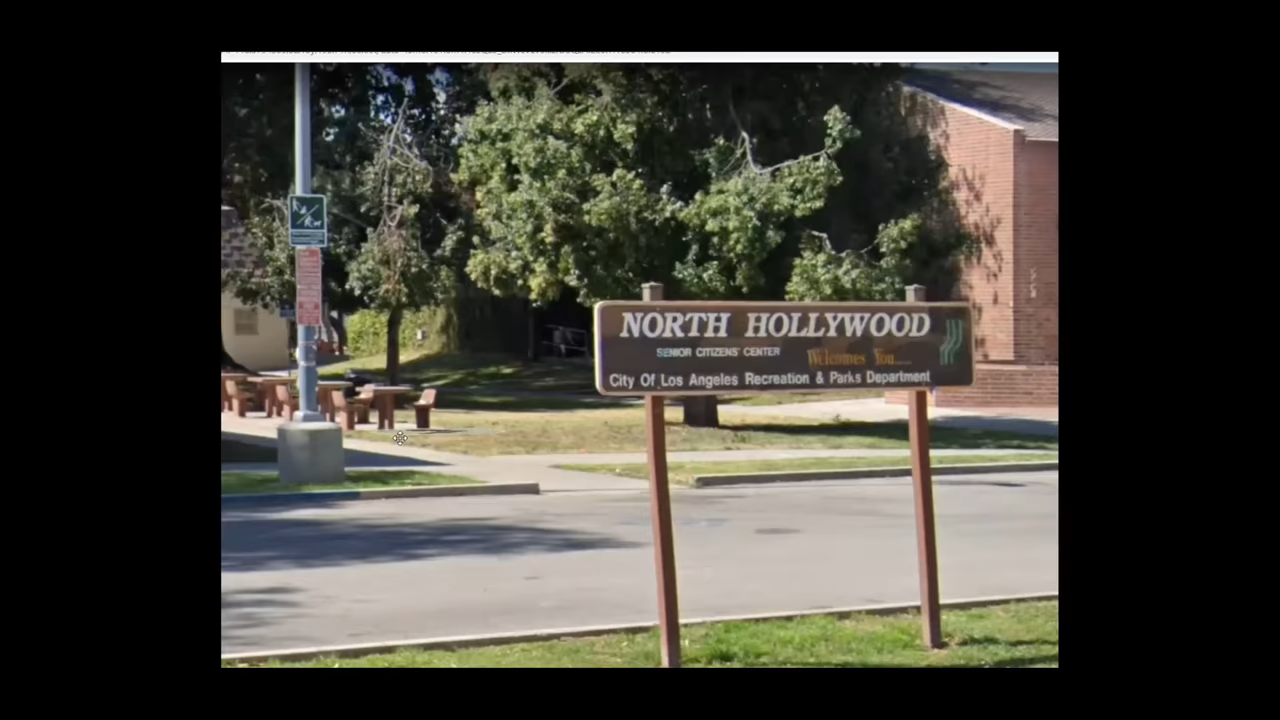 NORTH HOLLYWOOD
SENIOR CITIZENS' CENTER
Welcomes You.....
City Of Los Angeles Recreation & Parks Department